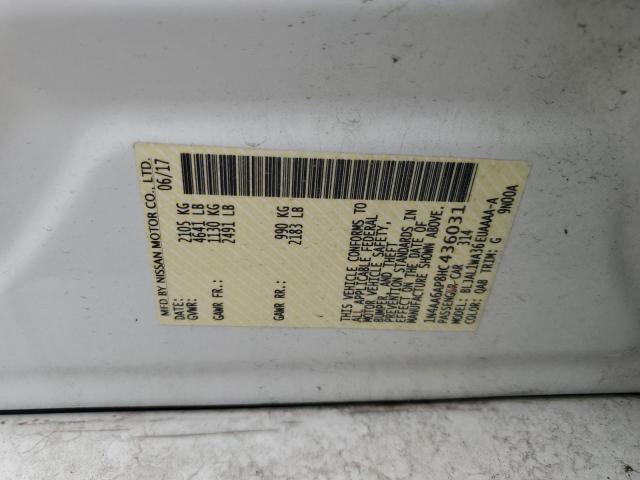 MFD BY NISSAN MOTOR CO., LTD.
DATE: 06/17
GVWR: 2105 KG
4641 LB
GAWR FR.: 1130 KG
2491 LB
GAWR RR.: 990 KG
2183 LB
THIS VEHICLE CONFORMS TO
ALL APPLICABLE FEDERAL
MOTOR VEHICLE SAFETY,
BUMPER AND THEFT
PREVENTION STANDARDS IN
EFFECT ON THE DATE OF
MANUFACTURE SHOWN ABOVE.
1N4AA6AP8HC436031
PASSENGER CAR 314
MODEL: BLJALLWA36EUAAAA-A
COLOR: QAB TRIM: G 9N00A